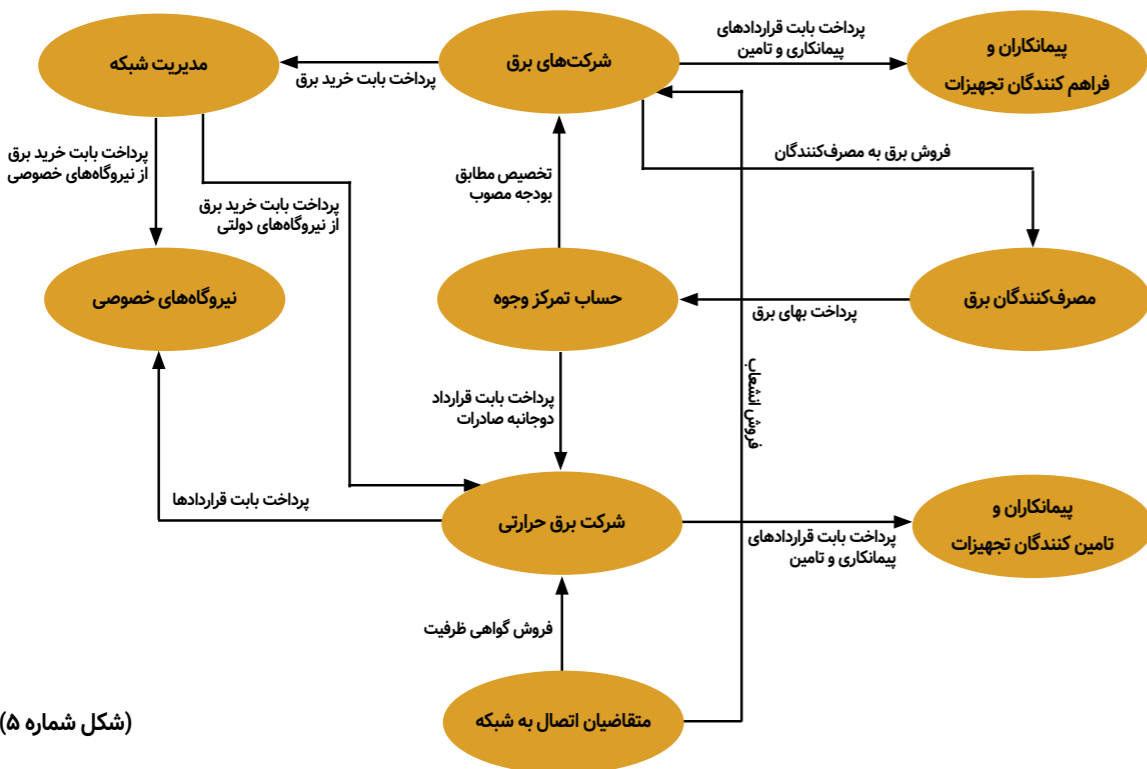 پیمانکاران و
فراهم کنندگان تجهیزات
پرداخت بابت قراردادهای
پیمانکاری و تامین
شرکت‌های برق
پرداخت بابت خرید برق
مدیریت شبکه
فروش برق به مصرف‌کنندگان
تخصیص مطابق
بودجه مصوب
پرداخت بابت خرید برق
از نیروگاه‌های دولتی
پرداخت بابت خرید برق
از نیروگاه‌های خصوصی
مصرف‌کنندگان برق
پرداخت بهای برق
حساب تمرکز وجوه
نیروگاه‌های خصوصی
فروش انشعاب
پرداخت بابت قرارداد
دوجانبه صادرات
پیمانکاران و
تامین کنندگان تجهیزات
پرداخت بابت قراردادهای
پیمانکاری و تامین
شرکت برق حرارتی
پرداخت بابت قراردادها
فروش گواهی ظرفیت
متقاضیان اتصال به شبکه
(شکل شماره ۵)